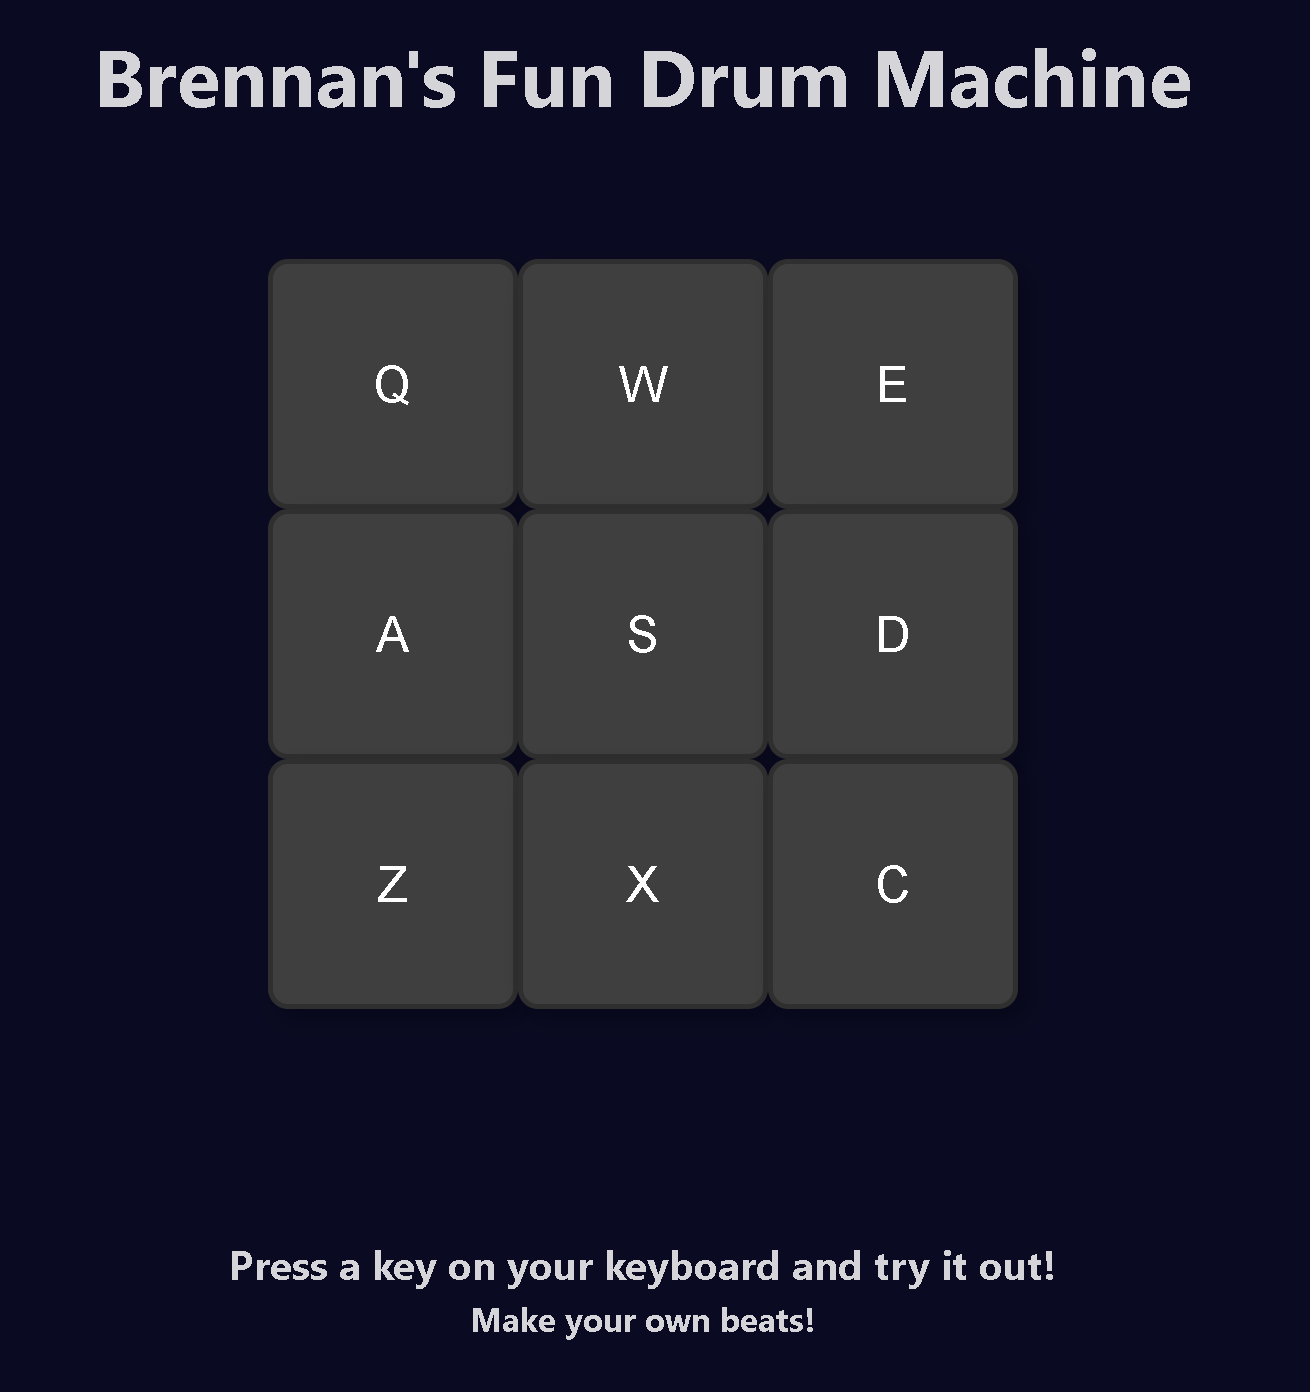 Brennan's Fun Drum Machine
Q W E
A S D
Z X C
Press a key on your keyboard and try it out!
Make your own beats!